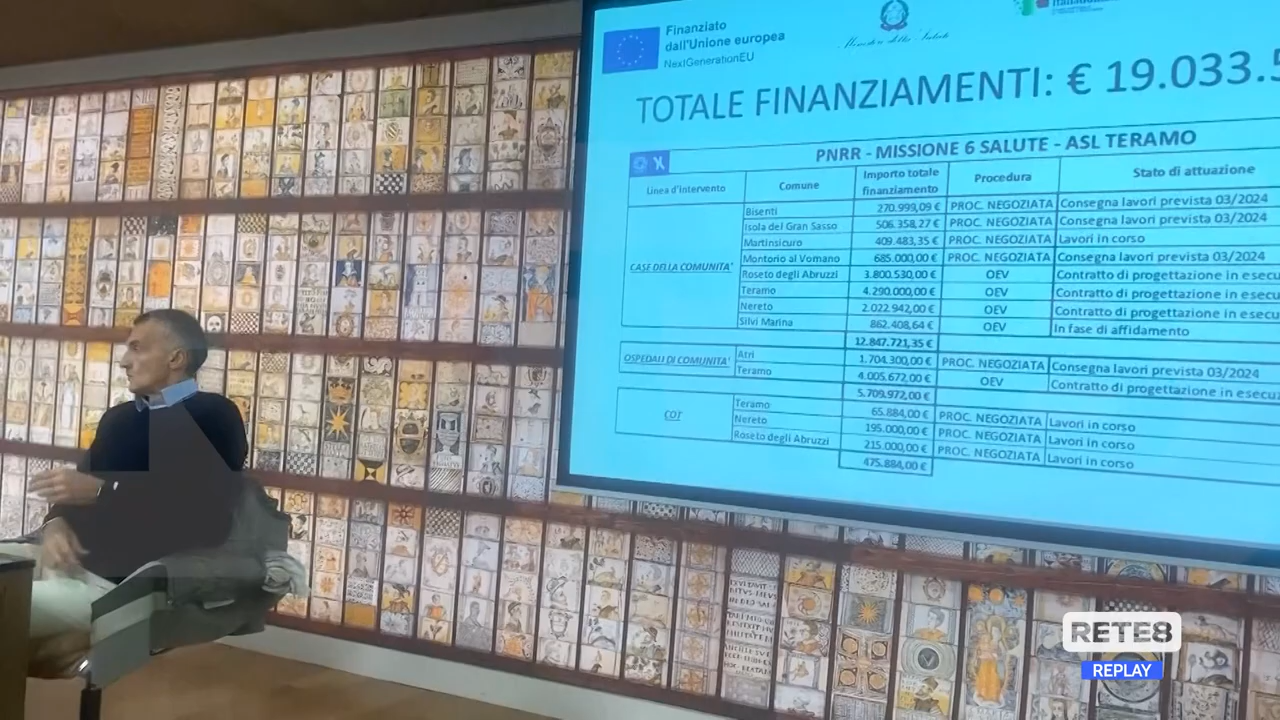 Finanziato
dall'Unione europea
NextGenerationEU
Ministero della Salute
TOTALE FINANZIAMENTI: € 19.033.5
PNRR - MISSIONE 6 SALUTE - ASL TERAMO
Linea d'intervento Comune Importo totale finanziamento Procedura Stato di attuazione
CASE DELLA COMUNITA'
Bisenti 270.999,09 € PROC. NEGOZIATA Consegna lavori prevista 03/2024
Isola del Gran Sasso 506.358,27 € PROC. NEGOZIATA Consegna lavori prevista 03/2024
Martinsicuro 409.483,35 € PROC. NEGOZIATA Lavori in corso
Montorio al Vomano 685.000,00 € PROC. NEGOZIATA Consegna lavori prevista 03/2024
Roseto degli Abruzzi 3.800.530,00 € OEV Contratto di progettazione in esecu
Teramo 4.290.000,00 € OEV Contratto di progettazione in esecu
Nereto 2.022.942,00 € OEV Contratto di progettazione in esecu
Silvi Marina 862.408,64 € OEV In fase di affidamento
12.847.721,35 €
OSPEDALI DI COMUNITA'
Atri 1.704.300,00 € PROC. NEGOZIATA Consegna lavori prevista 03/2024
Teramo 4.005.672,00 € OEV Contratto di progettazione in esecuz
5.709.972,00 €
COT
Teramo 65.884,00 € PROC. NEGOZIATA Lavori in corso
Nereto 195.000,00 € PROC. NEGOZIATA Lavori in corso
Roseto degli Abruzzi 215.000,00 € PROC. NEGOZIATA Lavori in corso
475.884,00 €
RETE8
REPLAY